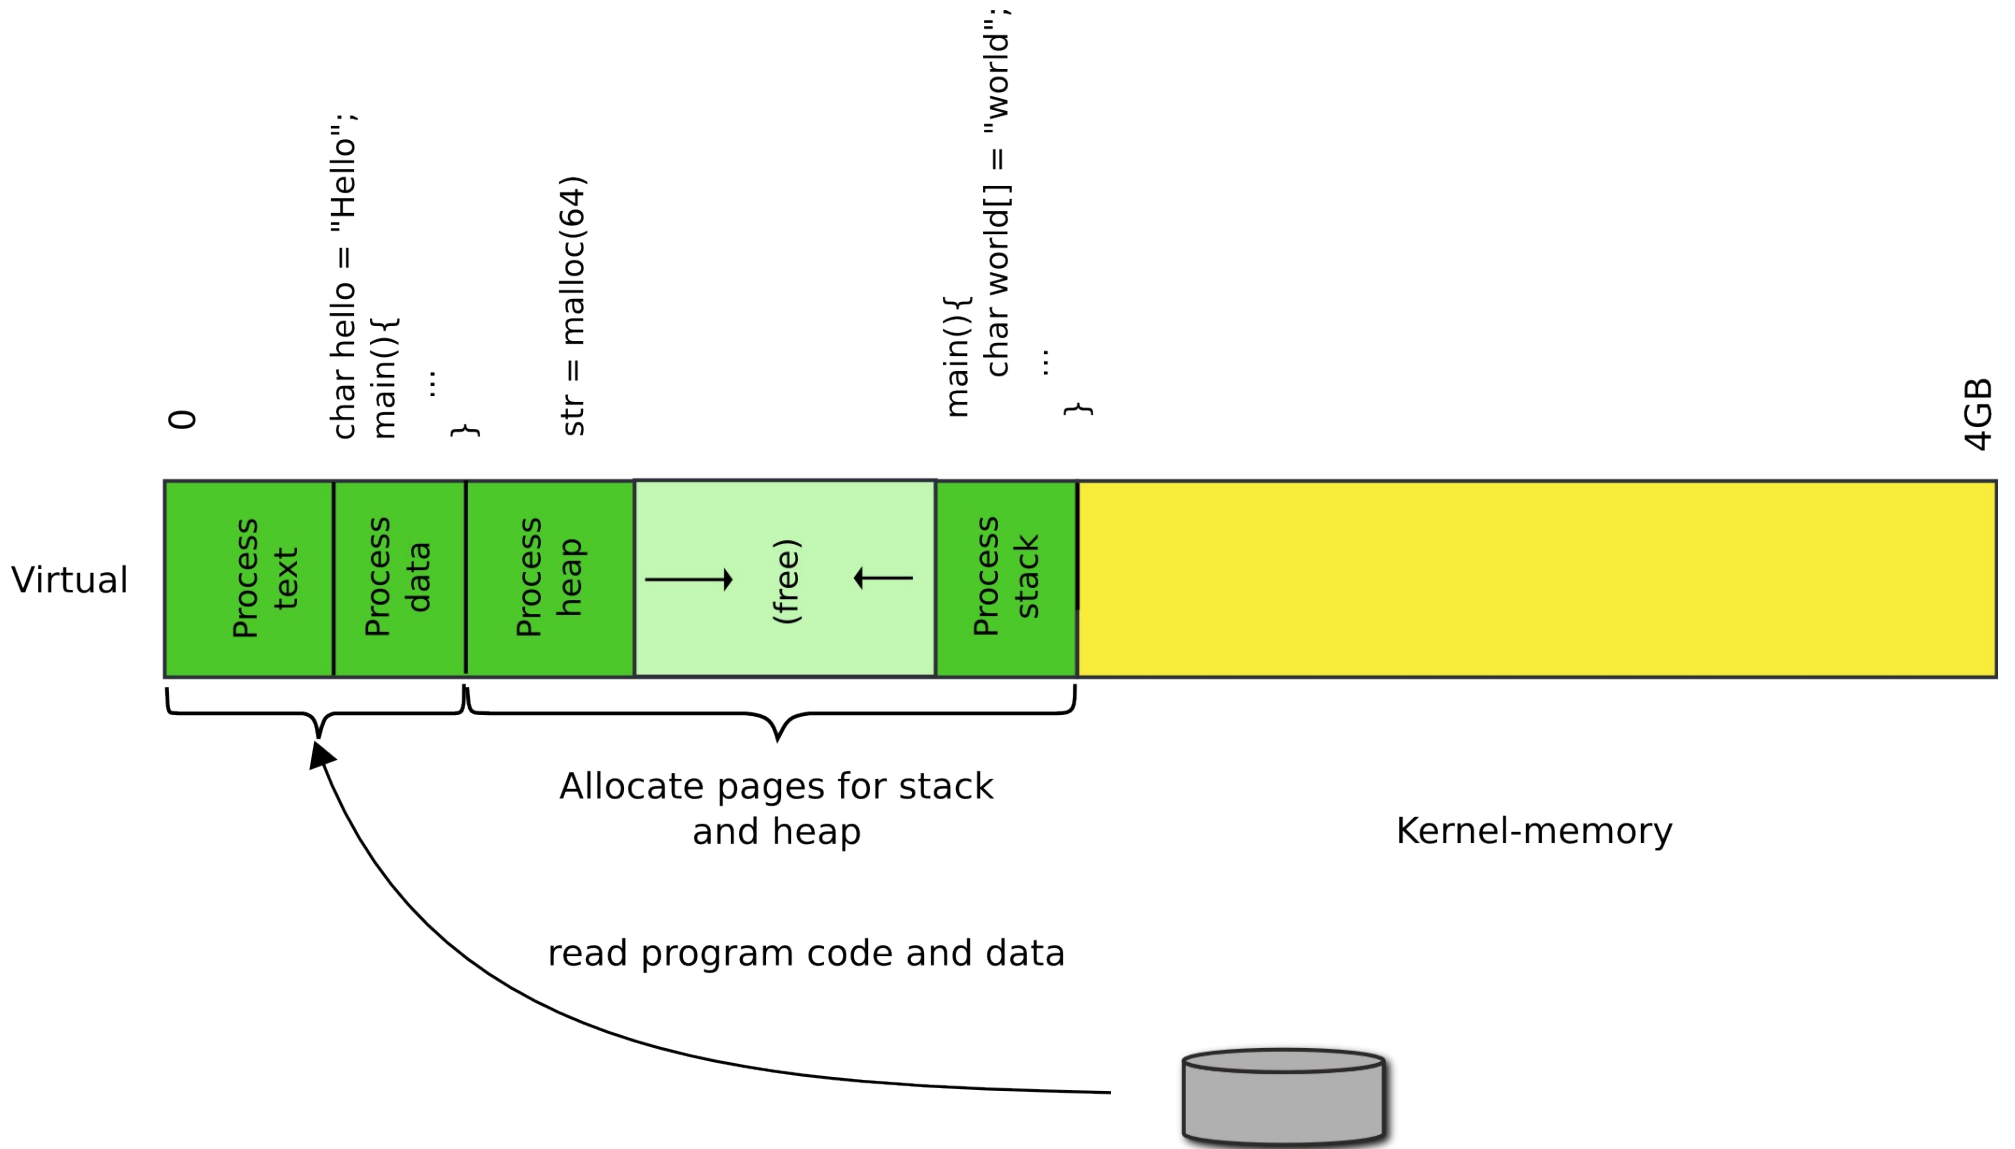 0
char hello = "Hello";
main(){
...
}
str = malloc(64)
main(){
char world[] = "world";
...
}
4GB
Virtual
Process
text
Process
data
Process
heap
(free)
Process
stack
Allocate pages for stack
and heap
Kernel-memory
read program code and data